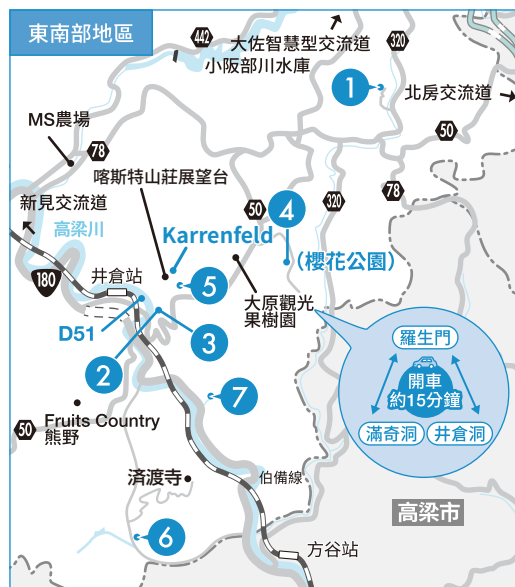 東南部地區
442
大佐智慧型交流道
320
小阪部川水庫
1
北房交流道
MS農場
78
50
喀斯特山莊展望台
78
新見交流道
50
320
4
高梁川
Karrenfeld
(櫻花公園)
180
井倉站
5
大原觀光
果樹園
D51
3
2
羅生門
開車
約15分鐘
滿奇洞
井倉洞
7
Fruits Country
熊野
50
済渡寺
伯備線
高梁市
6
方谷站